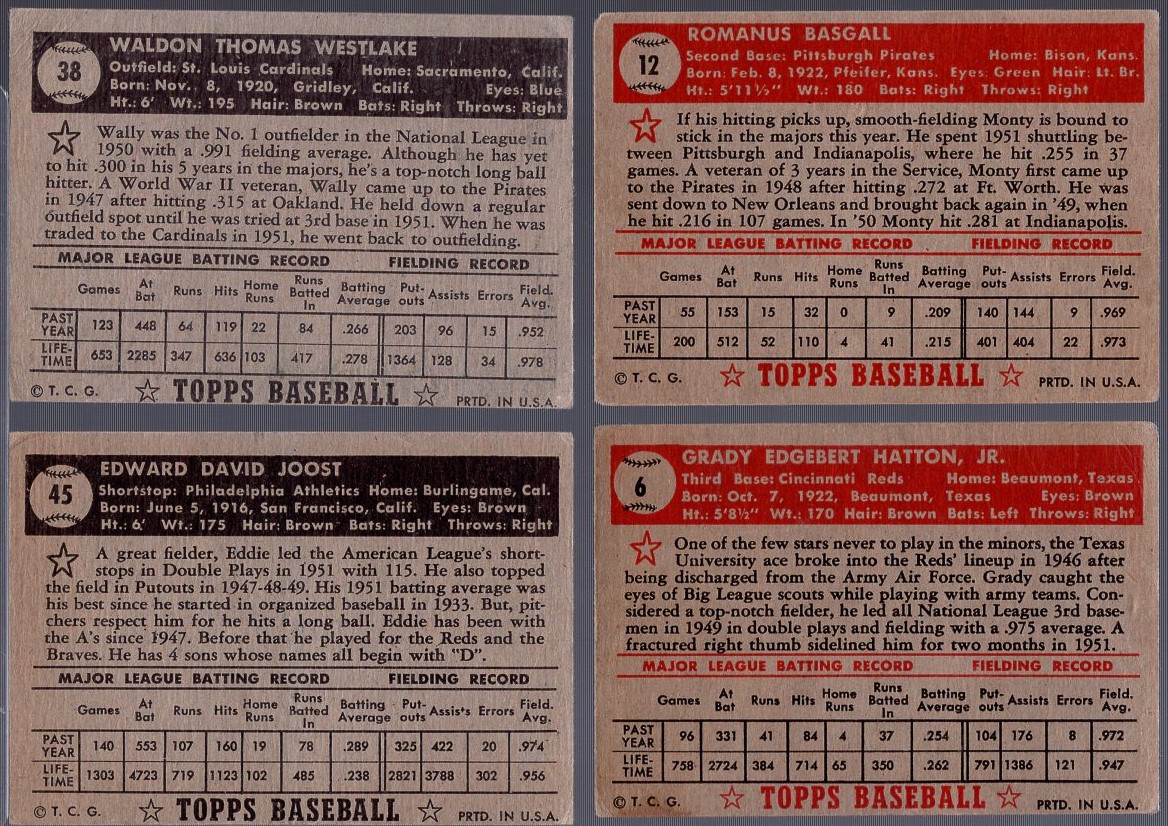 38
WALDON THOMAS WESTLAKE
Outfield: St. Louis Cardinals Home: Sacramento, Calif.
Born: Nov. 8, 1920, Gridley, Calif. Eyes: Blue
Ht.: 6' Wt.: 195 Hair: Brown Bats: Right Throws: Right
Wally was the No. 1 outfielder in the National League in
1950 with a .991 fielding average. Although he has yet
to hit .300 in his 5 years in the majors, he's a top-notch long ball
hitter. A World War II veteran, Wally came up to the Pirates
in 1947 after hitting .315 at Oakland. He held down a regular
outfield spot until he was tried at 3rd base in 1951. When he was
traded to the Cardinals in 1951, he went back to outfielding.
MAJOR LEAGUE BATTING RECORD FIELDING RECORD
Games At Bat Runs Hits Home Runs Runs Batted In Batting Average Put-outs Assists Errors Field. Avg.
PAST YEAR 123 448 64 119 22 84 .266 203 96 15 .952
LIFE-TIME 653 2285 347 636 103 417 .278 1364 128 34 .978
© T. C. G. TOPPS BASEBALL PRTD. IN U.S.A.
12
ROMANUS BASGALL
Second Base: Pittsburgh Pirates Home: Bison, Kans.
Born: Feb. 8, 1922, Pfeifer, Kans. Eyes: Green Hair: Lt. Br.
Ht.: 5'11½" Wt.: 180 Bats: Right Throws: Right
If his hitting picks up, smooth-fielding Monty is bound to
stick in the majors this year. He spent 1951 shuttling be-
tween Pittsburgh and Indianapolis, where he hit .255 in 37
games. A veteran of 3 years in the Service, Monty first came up
to the Pirates in 1948 after hitting .272 at Ft. Worth. He was
sent down to New Orleans and brought back again in '49, when
he hit .216 in 107 games. In '50 Monty hit .281 at Indianapolis.
MAJOR LEAGUE BATTING RECORD FIELDING RECORD
Games At Bat Runs Hits Home Runs Runs Batted In Batting Average Put-outs Assists Errors Field. Avg.
PAST YEAR 55 153 15 32 0 9 .209 140 144 9 .969
LIFE-TIME 200 512 52 110 4 41 .215 401 404 22 .973
© T. C. G. TOPPS BASEBALL PRTD. IN U.S.A.
45
EDWARD DAVID JOOST
Shortstop: Philadelphia Athletics Home: Burlingame, Cal.
Born: June 5, 1916, San Francisco, Calif. Eyes: Brown
Ht.: 6' Wt.: 175 Hair: Brown Bats: Right Throws: Right
A great fielder, Eddie led the American League's short-
stops in Double Plays in 1951 with 115. He also topped
the field in Putouts in 1947-48-49. His 1951 batting average was
his best since he started in organized baseball in 1933. But, pit-
chers respect him for he hits a long ball. Eddie has been with
the A's since 1947. Before that he played for the Reds and the
Braves. He has 4 sons whose names all begin with "D".
MAJOR LEAGUE BATTING RECORD FIELDING RECORD
Games At Bat Runs Hits Home Runs Runs Batted In Batting Average Put-outs Assists Errors Field. Avg.
PAST YEAR 140 553 107 160 19 78 .289 325 422 20 .974
LIFE-TIME 1303 4723 719 1123 102 485 .238 2821 3788 302 .956
© T. C. G. TOPPS BASEBALL PRTD. IN U.S.A.
6
GRADY EDGEBERT HATTON, JR.
Third Base: Cincinnati Reds Home: Beaumont, Texas
Born: Oct. 7, 1922, Beaumont, Texas Eyes: Brown
Ht.: 5'8½" Wt.: 170 Hair: Brown Bats: Left Throws: Right
One of the few stars never to play in the minors, the Texas
University ace broke into the Reds' lineup in 1946 after
being discharged from the Army Air Force. Grady caught the
eyes of Big League scouts while playing with army teams. Con-
sidered a top-notch fielder, he led all National League 3rd base-
men in 1949 in double plays and fielding with a .975 average. A
fractured right thumb sidelined him for two months in 1951.
MAJOR LEAGUE BATTING RECORD FIELDING RECORD
Games At Bat Runs Hits Home Runs Runs Batted In Batting Average Put-outs Assists Errors Field. Avg.
PAST YEAR 96 331 41 84 4 37 .254 104 176 8 .972
LIFE-TIME 758 2724 384 714 65 350 .262 791 1386 121 .947
© T. C. G. TOPPS BASEBALL PRTD. IN U.S.A.